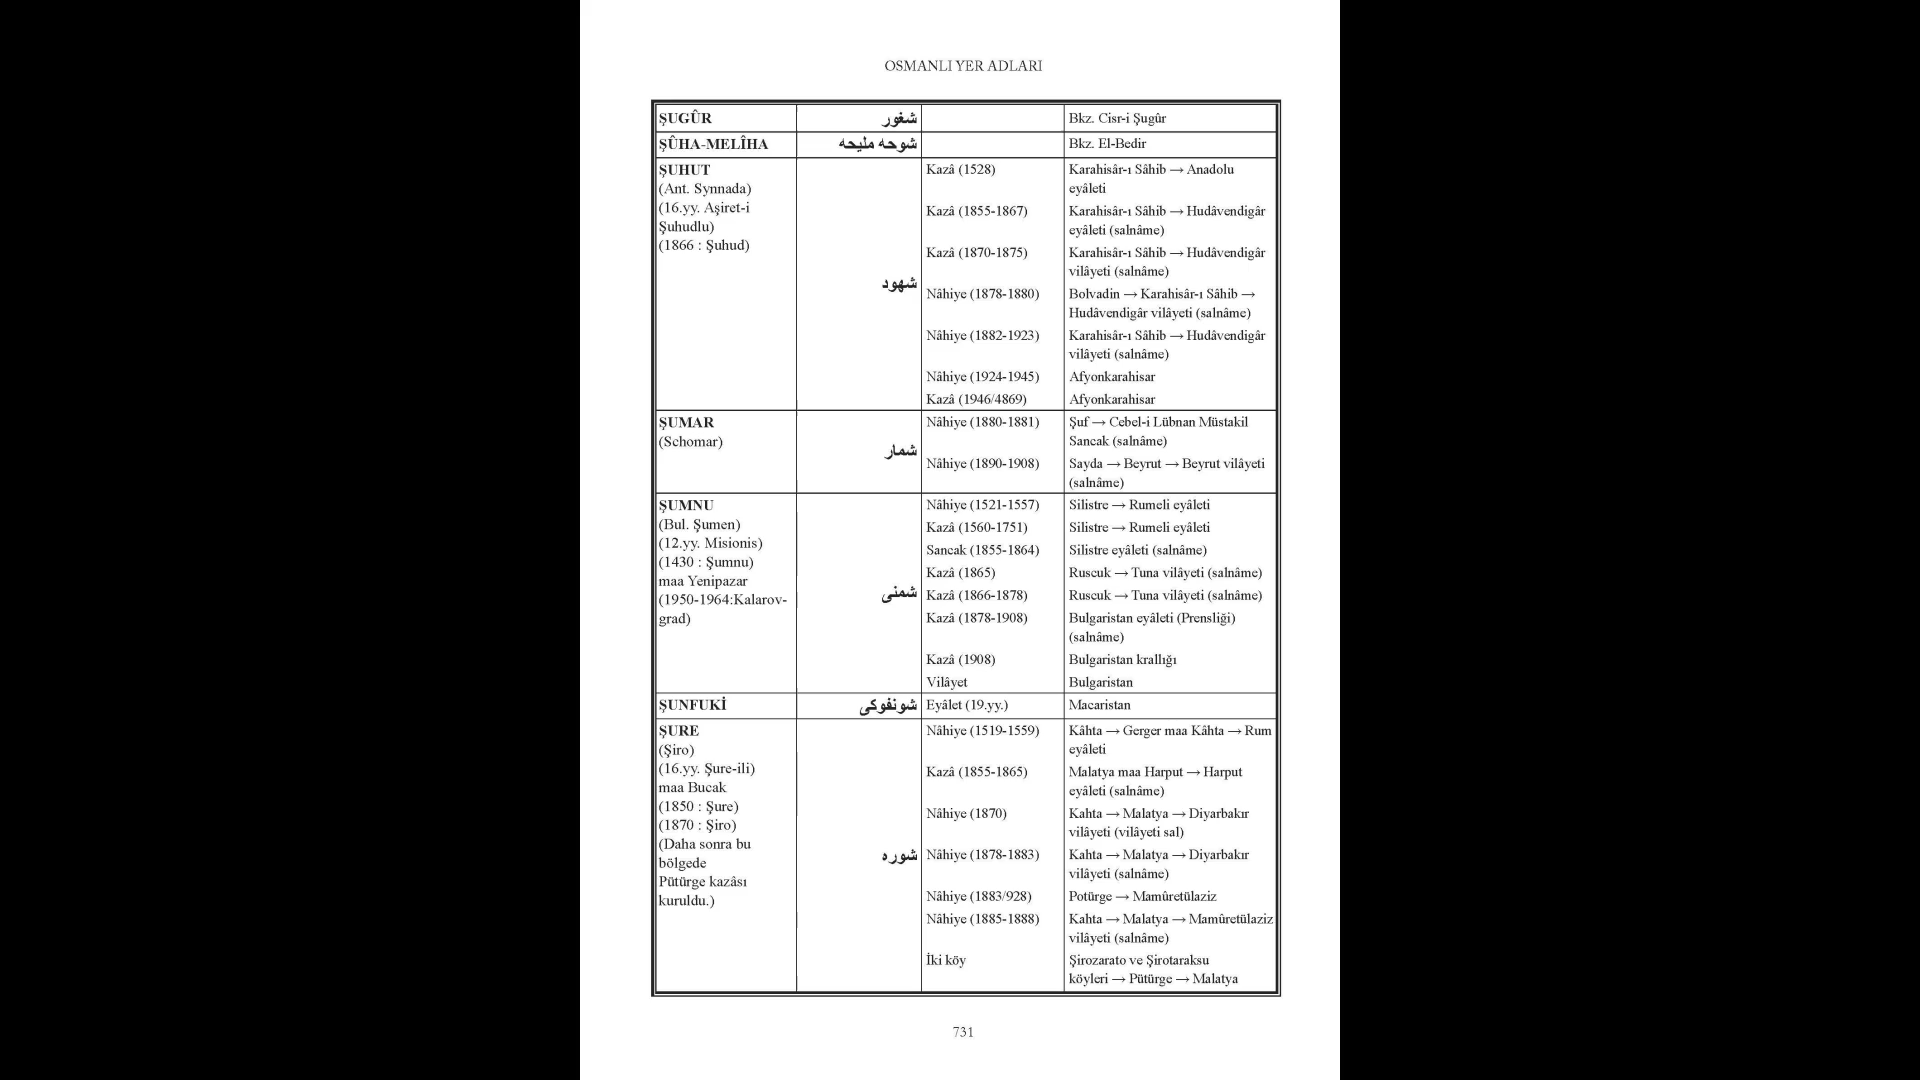 OSMANLI YER ADLARI
ŞUGÛR
شغور
Bkz. Cisr-i Şugûr
ŞÛHA-MELÎHA
شوحه مليحه
Bkz. El-Bedir
ŞUHUT
(Ant. Synnada)
(16.yy. Aşiret-i
Şuhudlu)
(1866 : Şuhud)
شهود
Kazâ (1528)
Karahisâr-ı Sâhib → Anadolu
eyâleti
Kazâ (1855-1867)
Karahisâr-ı Sâhib → Hudâvendigâr
eyâleti (salnâme)
Kazâ (1870-1875)
Karahisâr-ı Sâhib → Hudâvendigâr
vilâyeti (salnâme)
Nâhiye (1878-1880)
Bolvadin → Karahisâr-ı Sâhib →
Hudâvendigâr vilâyeti (salnâme)
Nâhiye (1882-1923)
Karahisâr-ı Sâhib → Hudâvendigâr
vilâyeti (salnâme)
Nâhiye (1924-1945)
Afyonkarahisar
Kazâ (1946/4869)
Afyonkarahisar
ŞUMAR
(Schomar)
شمار
Nâhiye (1880-1881)
Şuf → Cebel-i Lübnan Müstakil
Sancak (salnâme)
Nâhiye (1890-1908)
Sayda → Beyrut → Beyrut vilâyeti
(salnâme)
ŞUMNU
(Bul. Şumen)
(12.yy. Misionis)
(1430 : Şumnu)
maa Yenipazar
(1950-1964:Kalarov-
grad)
شمنى
Nâhiye (1521-1557)
Silistre → Rumeli eyâleti
Kazâ (1560-1751)
Silistre → Rumeli eyâleti
Sancak (1855-1864)
Silistre eyâleti (salnâme)
Kazâ (1865)
Ruscuk → Tuna vilâyeti (salnâme)
Kazâ (1866-1878)
Ruscuk → Tuna vilâyeti (salnâme)
Kazâ (1878-1908)
Bulgaristan eyâleti (Prensliği)
(salnâme)
Kazâ (1908)
Bulgaristan krallığı
Vilâyet
Bulgaristan
ŞUNFUKİ
شونفوكى
Eyâlet (19.yy.)
Macaristan
ŞURE
(Şiro)
(16.yy. Şure-ili)
maa Bucak
(1850 : Şure)
(1870 : Şiro)
(Daha sonra bu
bölgede
Pütürge kazâsı
kuruldu.)
شوره
Nâhiye (1519-1559)
Kâhta → Gerger maa Kâhta → Rum
eyâleti
Kazâ (1855-1865)
Malatya maa Harput → Harput
eyâleti (salnâme)
Nâhiye (1870)
Kahta → Malatya → Diyarbakır
vilâyeti (vilâyeti sal)
Nâhiye (1878-1883)
Kahta → Malatya → Diyarbakır
vilâyeti (salnâme)
Nâhiye (1883/928)
Potürge → Mamûretülaziz
Nâhiye (1885-1888)
Kahta → Malatya → Mamûretülaziz
vilâyeti (salnâme)
İki köy
Şirozarato ve Şirotaraksu
köyleri → Pütürge → Malatya
731